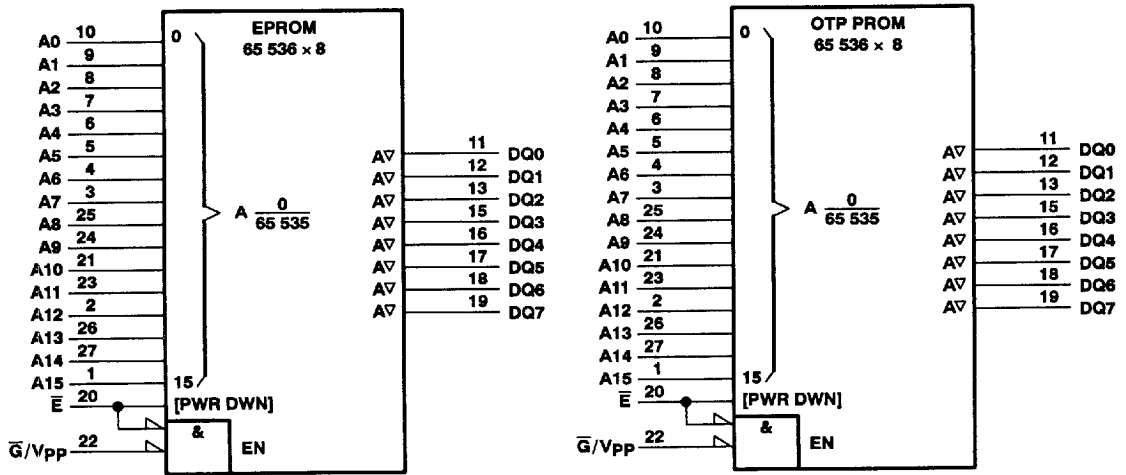 EPROM
65 536 × 8
A0 10 0
A1 9
A2 8
A3 7
A4 6
A5 5
A6 4
A7 3
A8 25
A9 24
A10 21
A11 23
A12 2
A13 26
A14 27
A15 1 15
E̅ 20 [PWR DWN]
&
G̅/VPP 22 EN
A 0
65 535
A▽ 11 DQ0
A▽ 12 DQ1
A▽ 13 DQ2
A▽ 15 DQ3
A▽ 16 DQ4
A▽ 17 DQ5
A▽ 18 DQ6
A▽ 19 DQ7
OTP PROM
65 536 × 8
A0 10 0
A1 9
A2 8
A3 7
A4 6
A5 5
A6 4
A7 3
A8 25
A9 24
A10 21
A11 23
A12 2
A13 26
A14 27
A15 1 15
E̅ 20 [PWR DWN]
&
G̅/VPP 22 EN
A 0
65 535
A▽ 11 DQ0
A▽ 12 DQ1
A▽ 13 DQ2
A▽ 15 DQ3
A▽ 16 DQ4
A▽ 17 DQ5
A▽ 18 DQ6
A▽ 19 DQ7